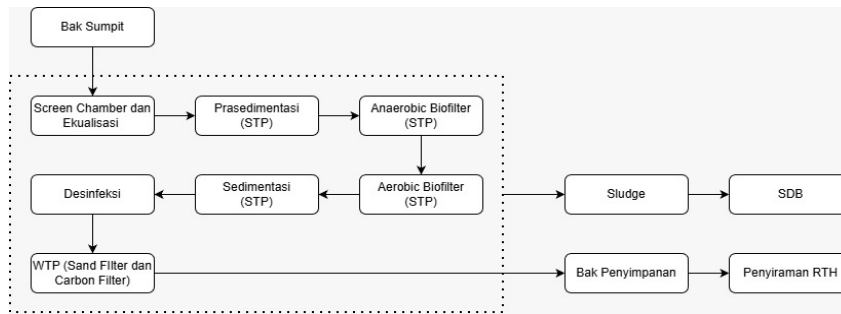 Bak Sumpit
Screen Chamber dan
Ekualisasi
Prasedimentasi
(STP)
Anaerobic Biofilter
(STP)
Desinfeksi
Sedimentasi
(STP)
Aerobic Biofilter
(STP)
Sludge
SDB
WTP (Sand FIlter dan
Carbon Filter)
Bak Penyimpanan
Penyiraman RTH